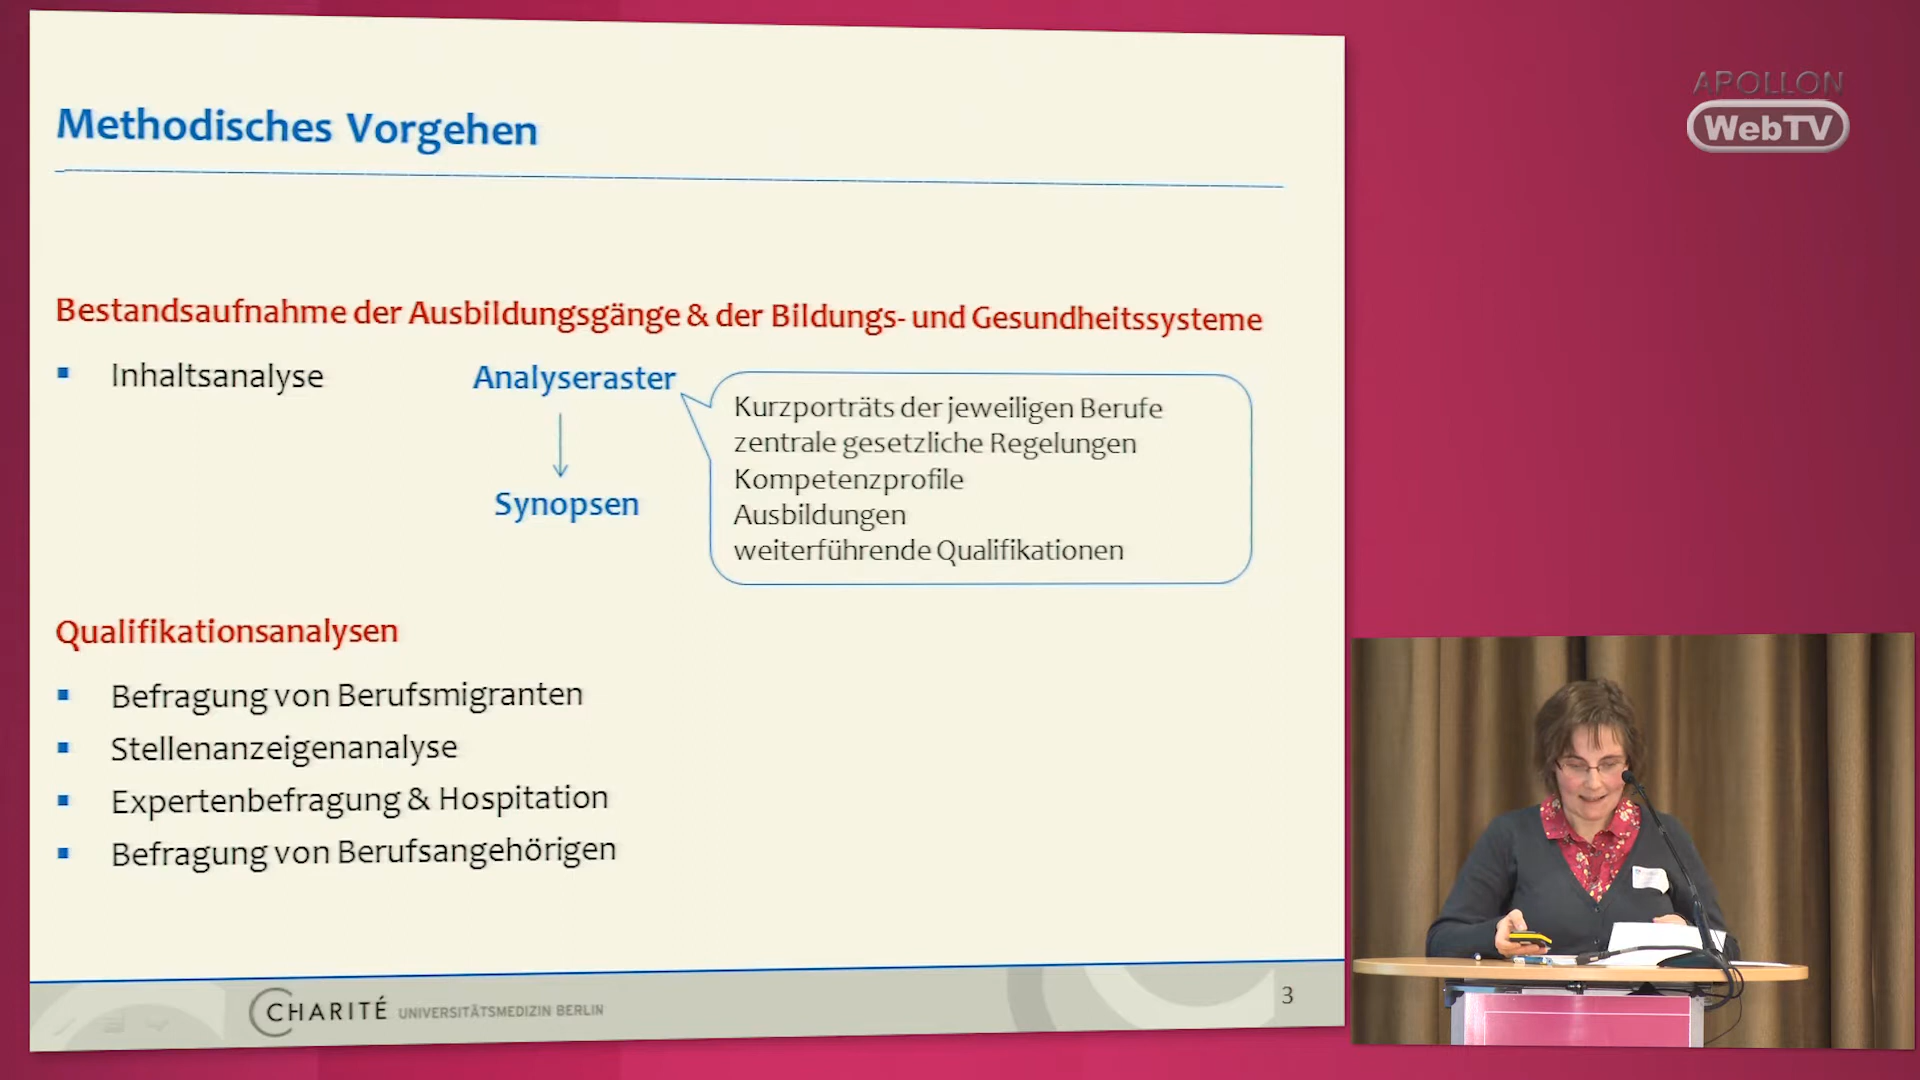 Methodisches Vorgehen
Bestandsaufnahme der Ausbildungsgänge & der Bildungs- und Gesundheitssysteme
Inhaltsanalyse
Analyseraster
Synopsen
Kurzporträts der jeweiligen Berufe
zentrale gesetzliche Regelungen
Kompetenzprofile
Ausbildungen
weiterführende Qualifikationen
Qualifikationsanalysen
Befragung von Berufsmigranten
Stellenanzeigenanalyse
Expertenbefragung & Hospitation
Befragung von Berufsangehörigen
CHARITÉ UNIVERSITÄTSMEDIZIN BERLIN
3
APOLLON
WebTV